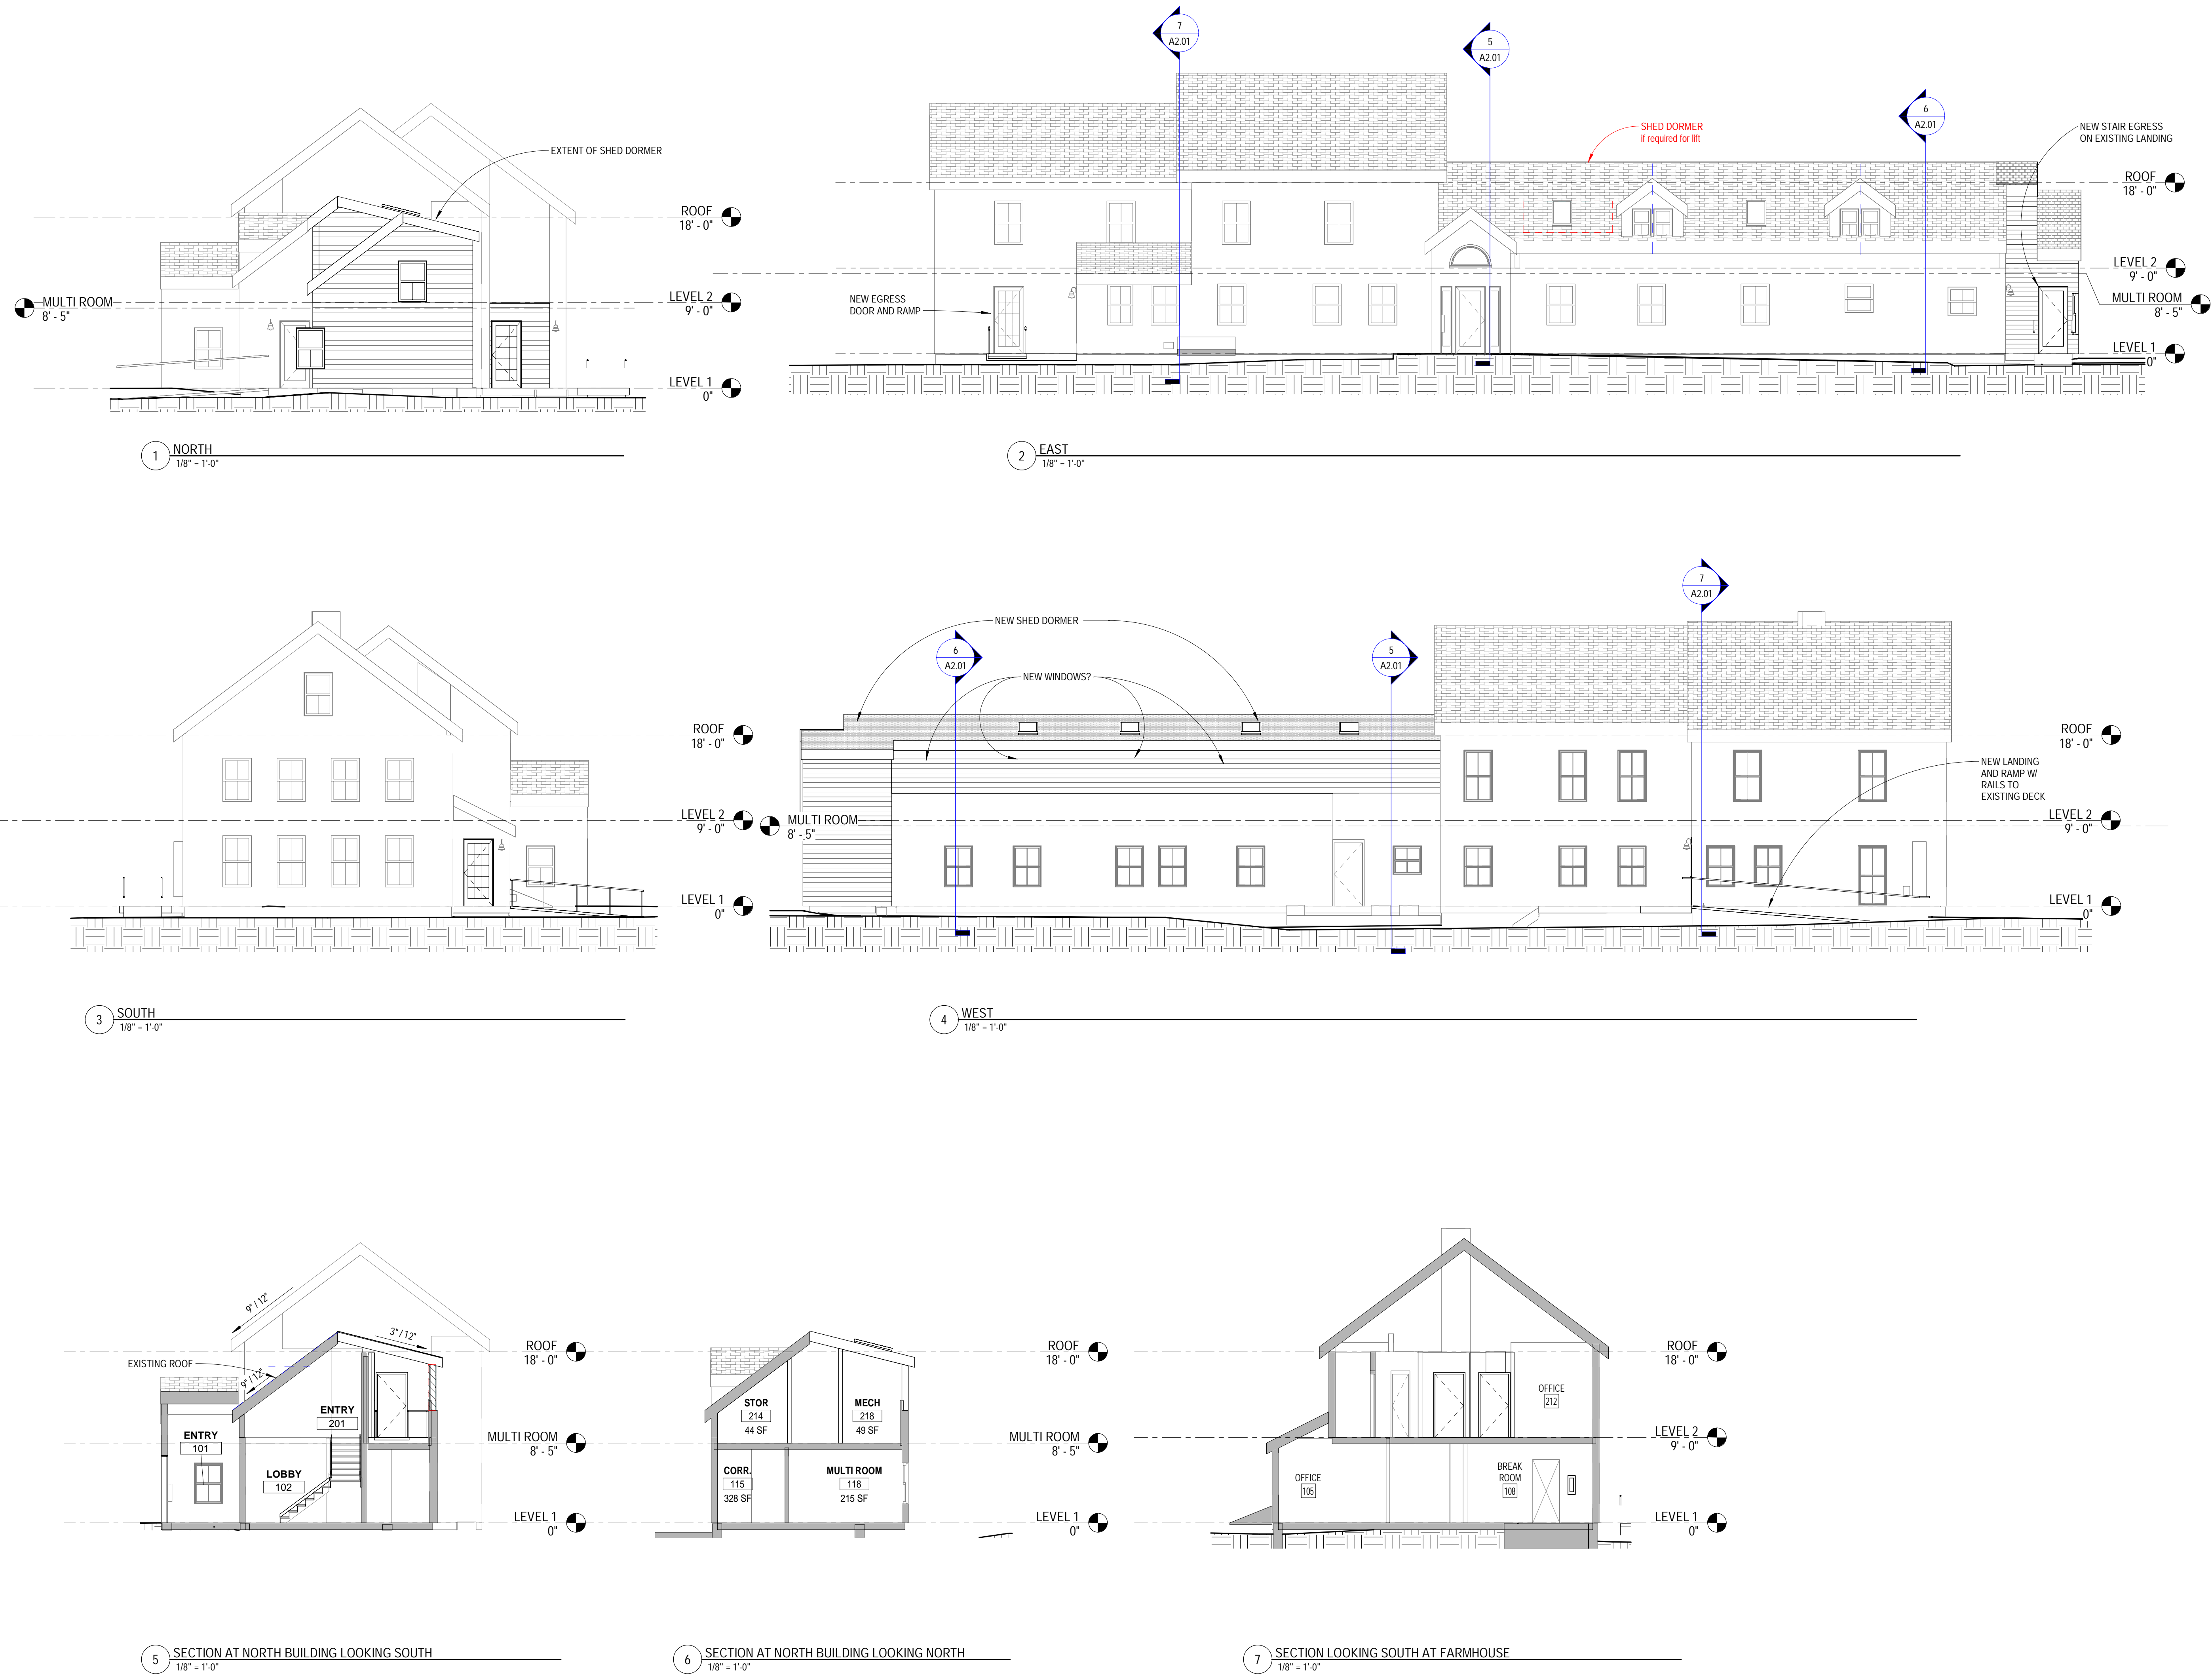 7
A2.01
5
A2.01
6
A2.01
EXTENT OF SHED DORMER
SHED DORMER
if required for lift
NEW STAIR EGRESS
ON EXISTING LANDING
ROOF
18' - 0"
ROOF
18' - 0"
MULTI ROOM
8' - 5"
LEVEL 2
9' - 0"
NEW EGRESS
DOOR AND RAMP
LEVEL 2
9' - 0"
MULTI ROOM
8' - 5"
LEVEL 1
0"
LEVEL 1
0"
1
NORTH
1/8" = 1'-0"
2
EAST
1/8" = 1'-0"
7
A2.01
NEW SHED DORMER
6
A2.01
5
A2.01
NEW WINDOWS?
ROOF
18' - 0"
ROOF
18' - 0"
NEW LANDING
AND RAMP W/
RAILS TO
EXISTING DECK
LEVEL 2
9' - 0"
MULTI ROOM
8' - 5"
LEVEL 2
9' - 0"
LEVEL 1
0"
LEVEL 1
0"
3
SOUTH
1/8" = 1'-0"
4
WEST
1/8" = 1'-0"
9" / 12"
3" / 12"
EXISTING ROOF
9" / 12"
ROOF
18' - 0"
ENTRY
201
ENTRY
101
MULTI ROOM
8' - 5"
LOBBY
102
LEVEL 1
0"
ROOF
18' - 0"
STOR
214
44 SF
MECH
218
49 SF
MULTI ROOM
8' - 5"
CORR.
115
328 SF
MULTI ROOM
118
215 SF
LEVEL 1
0"
ROOF
18' - 0"
OFFICE
212
LEVEL 2
9' - 0"
OFFICE
105
BREAK
ROOM
108
LEVEL 1
0"
5
SECTION AT NORTH BUILDING LOOKING SOUTH
1/8" = 1'-0"
6
SECTION AT NORTH BUILDING LOOKING NORTH
1/8" = 1'-0"
7
SECTION LOOKING SOUTH AT FARMHOUSE
1/8" = 1'-0"